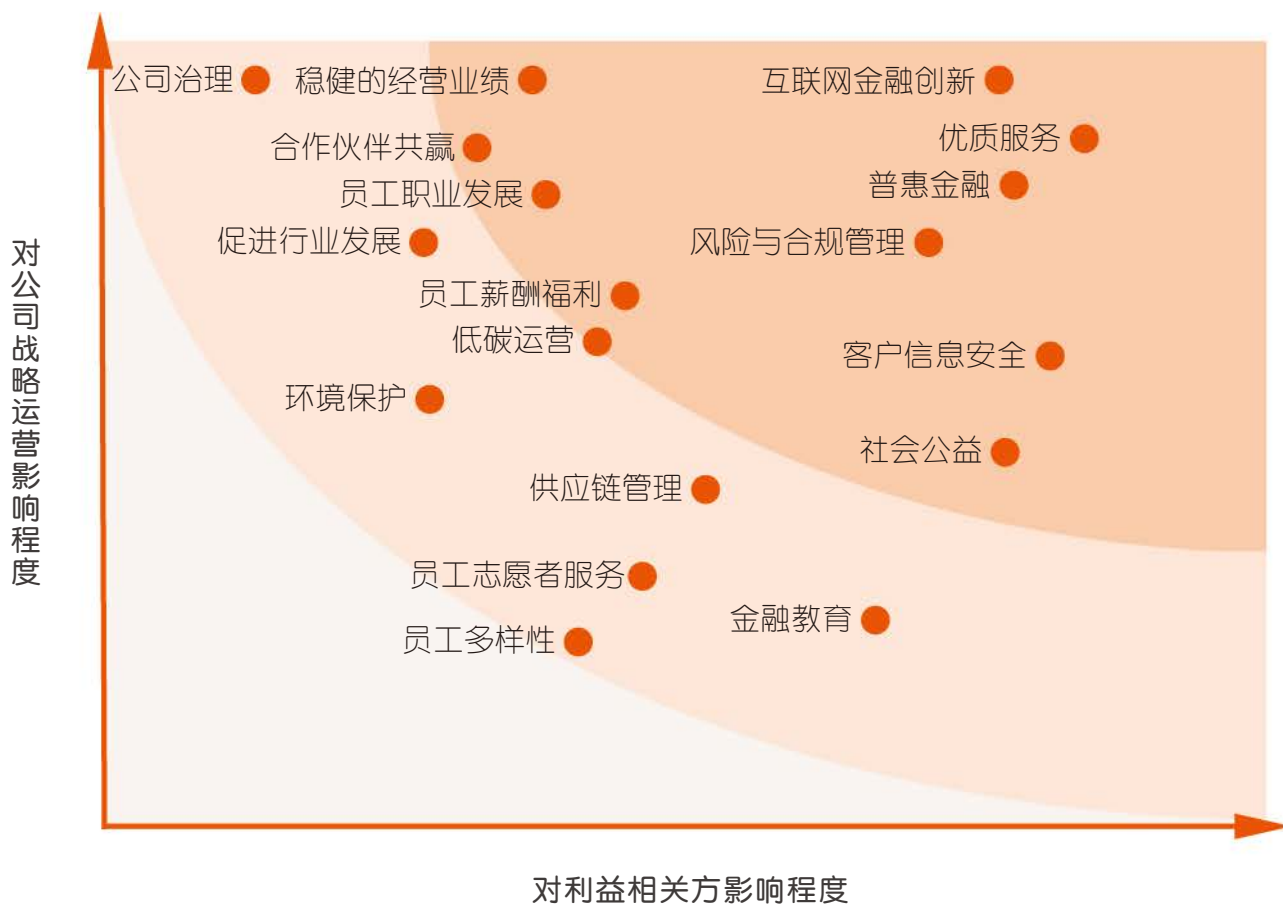 公司治理
稳健的经营业绩
互联网金融创新
优质服务
合作伙伴共赢
普惠金融
员工职业发展
促进行业发展
风险与合规管理
员工薪酬福利
低碳运营
客户信息安全
环境保护
社会公益
供应链管理
员工志愿者服务
金融教育
员工多样性
对公司战略运营影响程度
对利益相关方影响程度